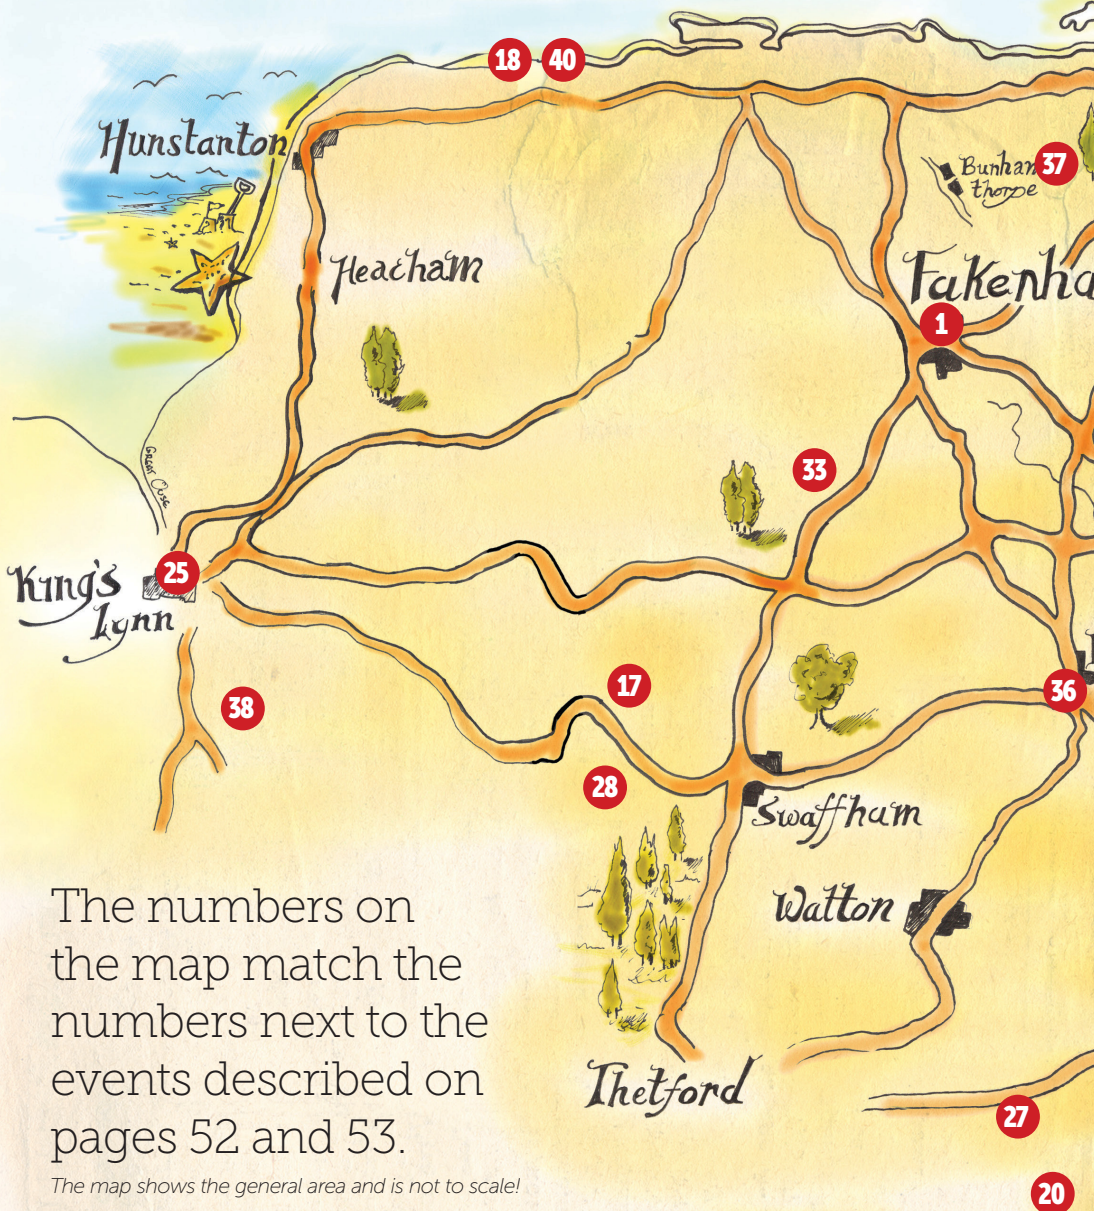 18 40
Hunstanton
Bunham
thorpe
37
Heacham
Fakenha
1
Great Ouse
33
King's
Lynn
25
38
17
36
28
Swaffham
Watton
The numbers on
the map match the
numbers next to the
events described on
pages 52 and 53.
The map shows the general area and is not to scale!
Thetford
27
20